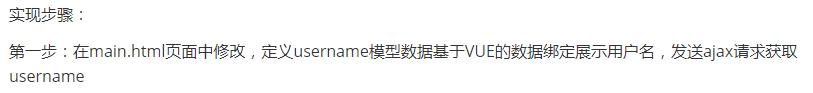 实现步骤：
第一步：在main.html页面中修改，定义username模型数据基于VUE的数据绑定展示用户名，发送ajax请求获取
username